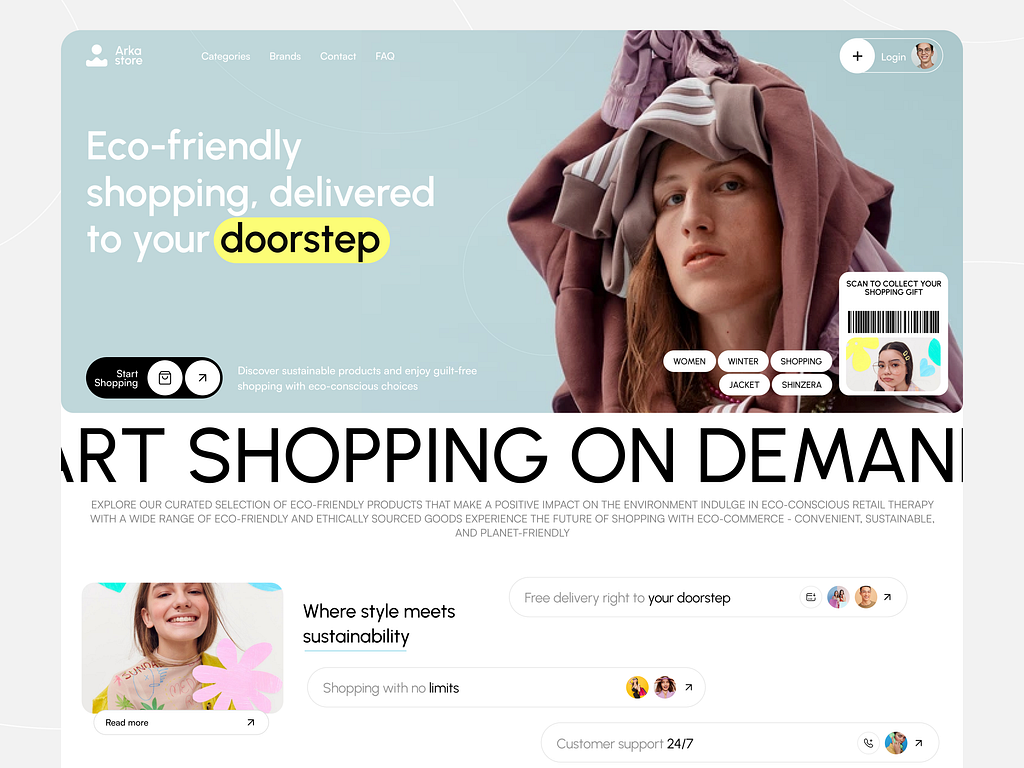 Arka
store
Categories
Brands
Contact
FAQ
+
Login
Eco-friendly
shopping, delivered
to your doorstep
Start
Shopping
Discover sustainable products and enjoy guilt-free
shopping with eco-conscious choices
WOMEN
WINTER
SHOPPING
JACKET
SHINZERA
SCAN TO COLLECT YOUR
SHOPPING GIFT
ART SHOPPING ON DEMAN
EXPLORE OUR CURATED SELECTION OF ECO-FRIENDLY PRODUCTS THAT MAKE A POSITIVE IMPACT ON THE ENVIRONMENT INDULGE IN ECO-CONSCIOUS RETAIL THERAPY
WITH A WIDE RANGE OF ECO-FRIENDLY AND ETHICALLY SOURCED GOODS EXPERIENCE THE FUTURE OF SHOPPING WITH ECO-COMMERCE - CONVENIENT, SUSTAINABLE,
AND PLANET-FRIENDLY
Read more
Where style meets
sustainability
Free delivery right to your doorstep
Shopping with no limits
Customer support 24/7